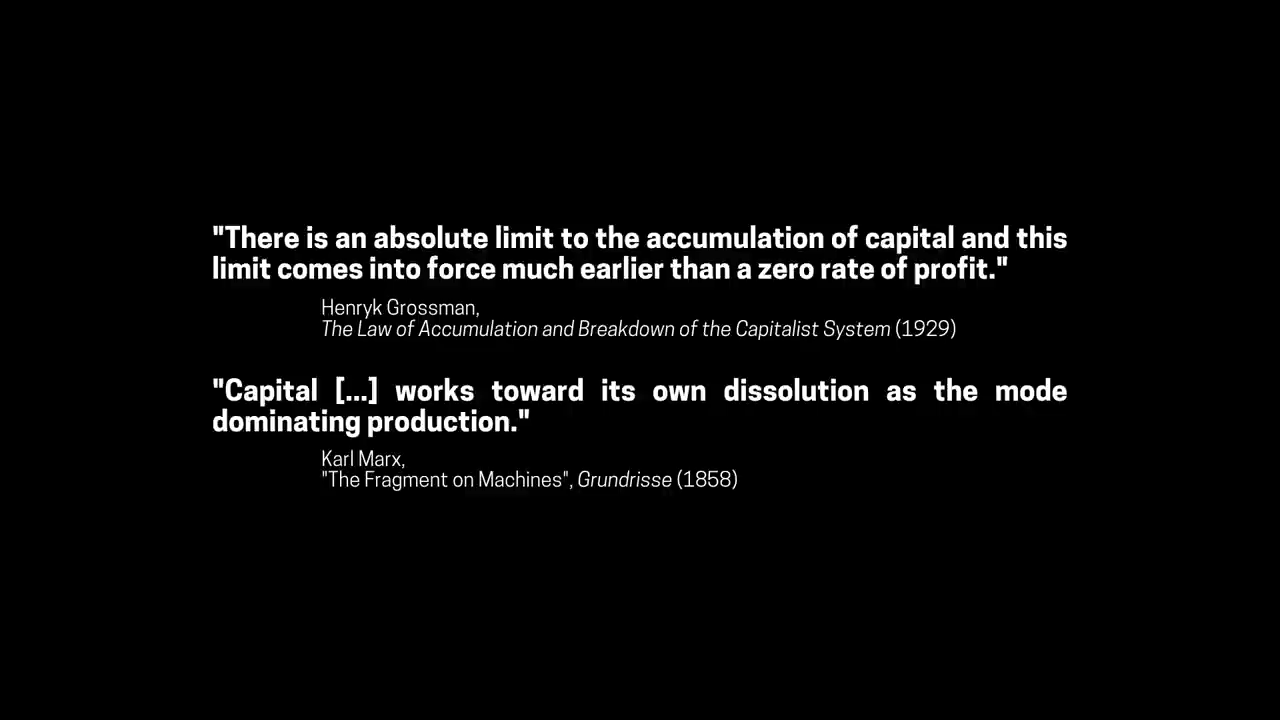 "There is an absolute limit to the accumulation of capital and this
limit comes into force much earlier than a zero rate of profit."
Henryk Grossman,
The Law of Accumulation and Breakdown of the Capitalist System (1929)
"Capital [...] works toward its own dissolution as the mode
dominating production."
Karl Marx,
"The Fragment on Machines", Grundrisse (1858)